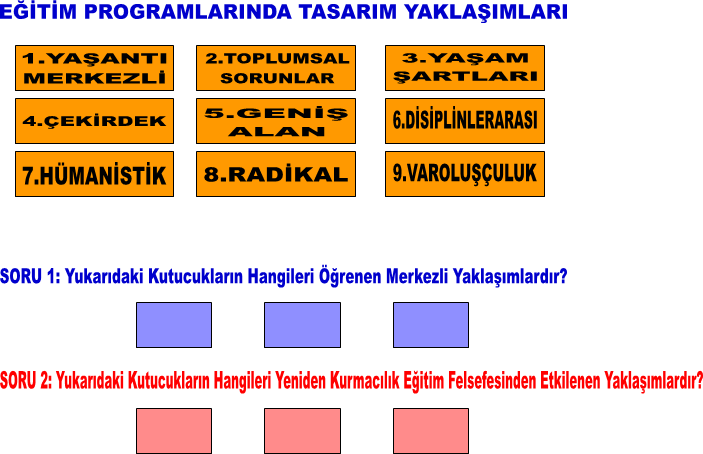 EĞİTİM PROGRAMLARINDA TASARIM YAKLAŞIMLARI
1.YAŞANTI
MERKEZLİ
2.TOPLUMSAL
SORUNLAR
3.YAŞAM
ŞARTLARI
4.ÇEKİRDEK
5.GENİŞ
ALAN
6.DİSİPLİNLERARASI
7.HÜMANİSTİK
8.RADİKAL
9.VAROLUŞÇULUK
SORU 1: Yukarıdaki Kutucukların Hangileri Öğrenen Merkezli Yaklaşımlardır?
SORU 2: Yukarıdaki Kutucukların Hangileri Yeniden Kurmacılık Eğitim Felsefesinden Etkilenen Yaklaşımlardır?